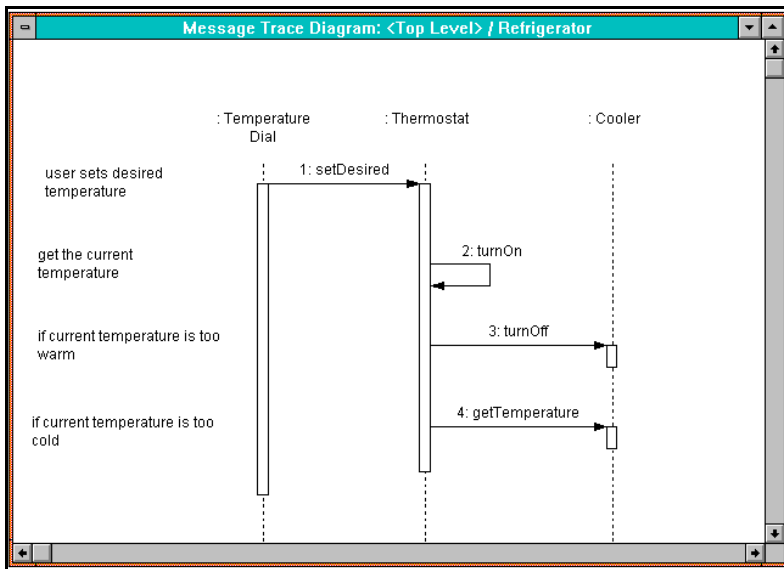 Message Trace Diagram: <Top Level> / Refrigerator
: Temperature
Dial
: Thermostat
: Cooler
user sets desired
temperature
1: setDesired
get the current
temperature
2: turnOn
if current temperature is too
warm
3: turnOff
if current temperature is too
cold
4: getTemperature